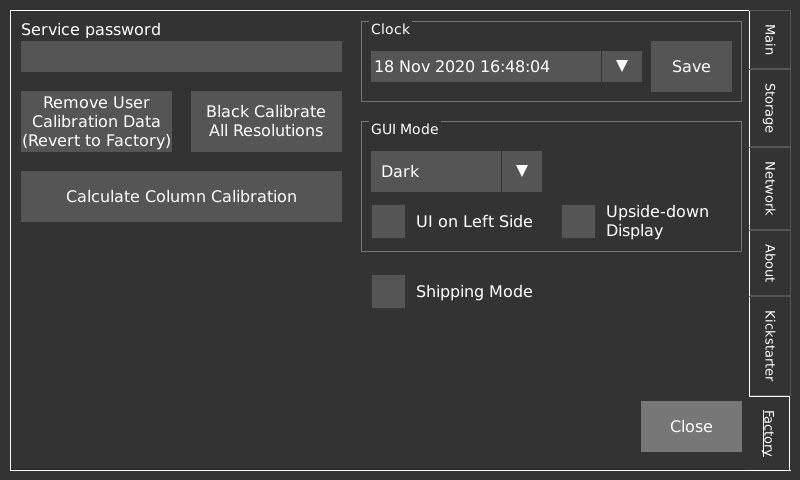 Service password
Remove User
Calibration Data
(Revert to Factory)
Black Calibrate
All Resolutions
Calculate Column Calibration
Clock
18 Nov 2020 16:48:04
Save
GUI Mode
Dark
UI on Left Side
Upside-down
Display
Shipping Mode
Close
Main
Storage
Network
About
Kickstarter
Factory